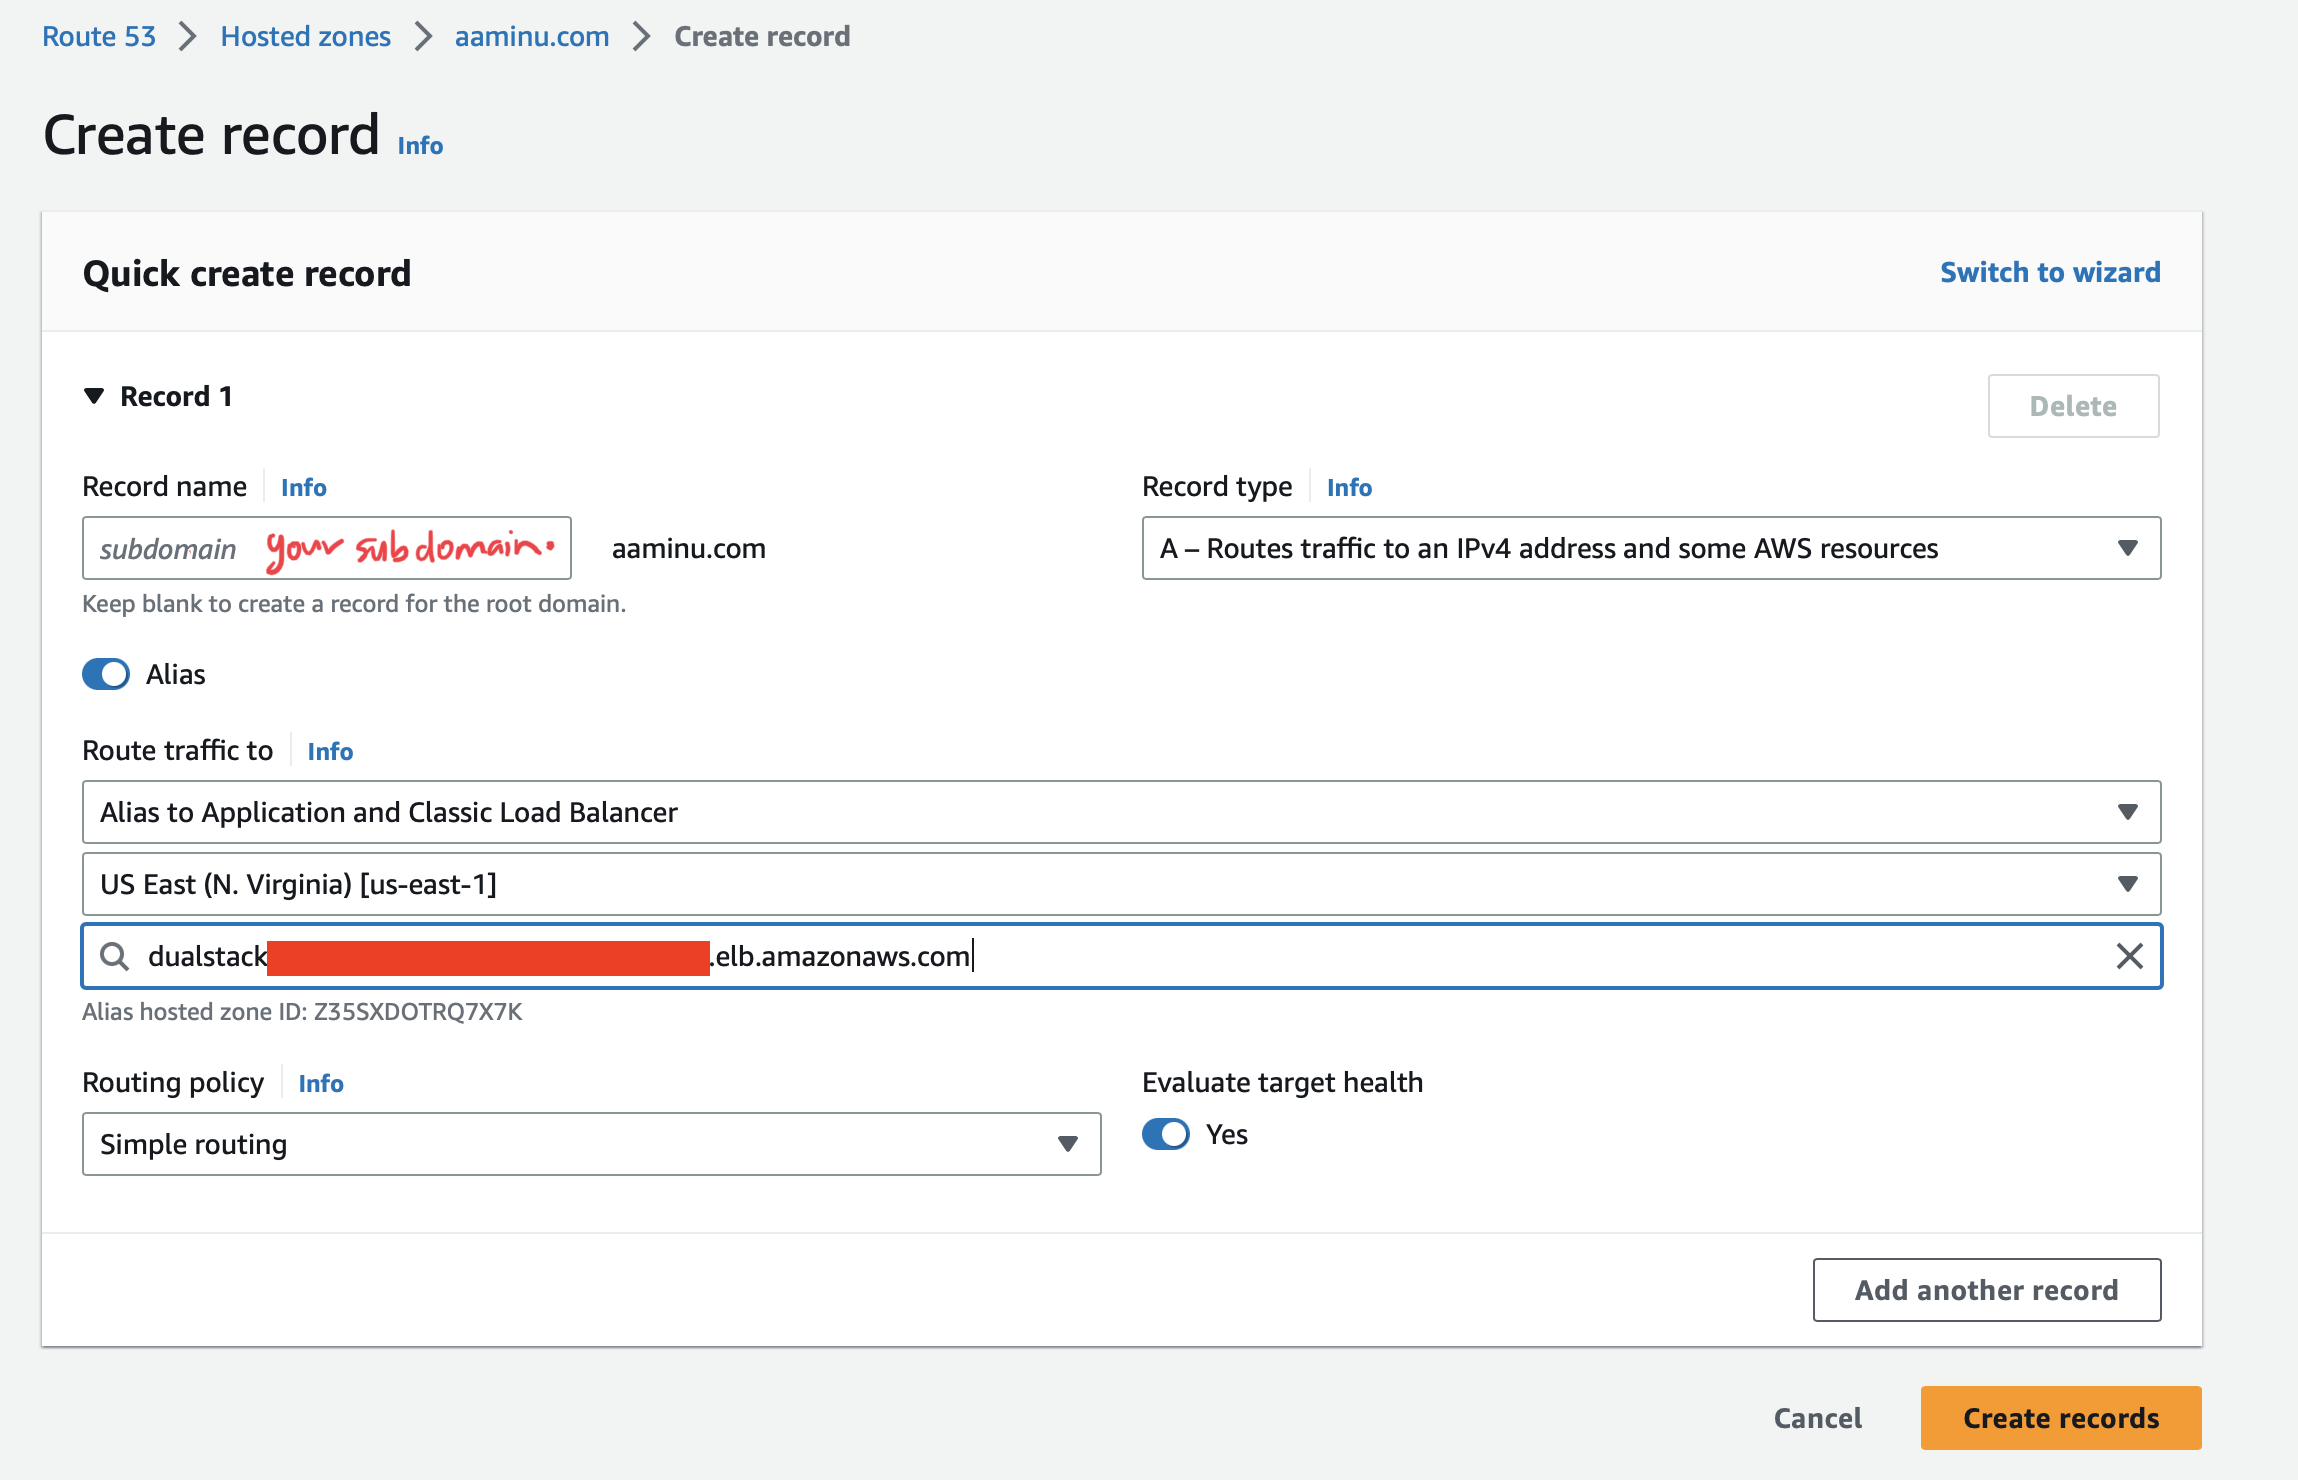 Route 53 > Hosted zones > aaminu.com > Create record
Create record Info
Quick create record Switch to wizard
▼ Record 1 Delete
Record name Info
subdomain your subdomain. aaminu.com
Keep blank to create a record for the root domain.
Record type Info
A – Routes traffic to an IPv4 address and some AWS resources
Alias
Route traffic to Info
Alias to Application and Classic Load Balancer
US East (N. Virginia) [us-east-1]
dualstack .elb.amazonaws.com
Alias hosted zone ID: Z35SXDOTRQ7X7K
Routing policy Info
Simple routing
Evaluate target health
Yes
Add another record
Cancel Create records